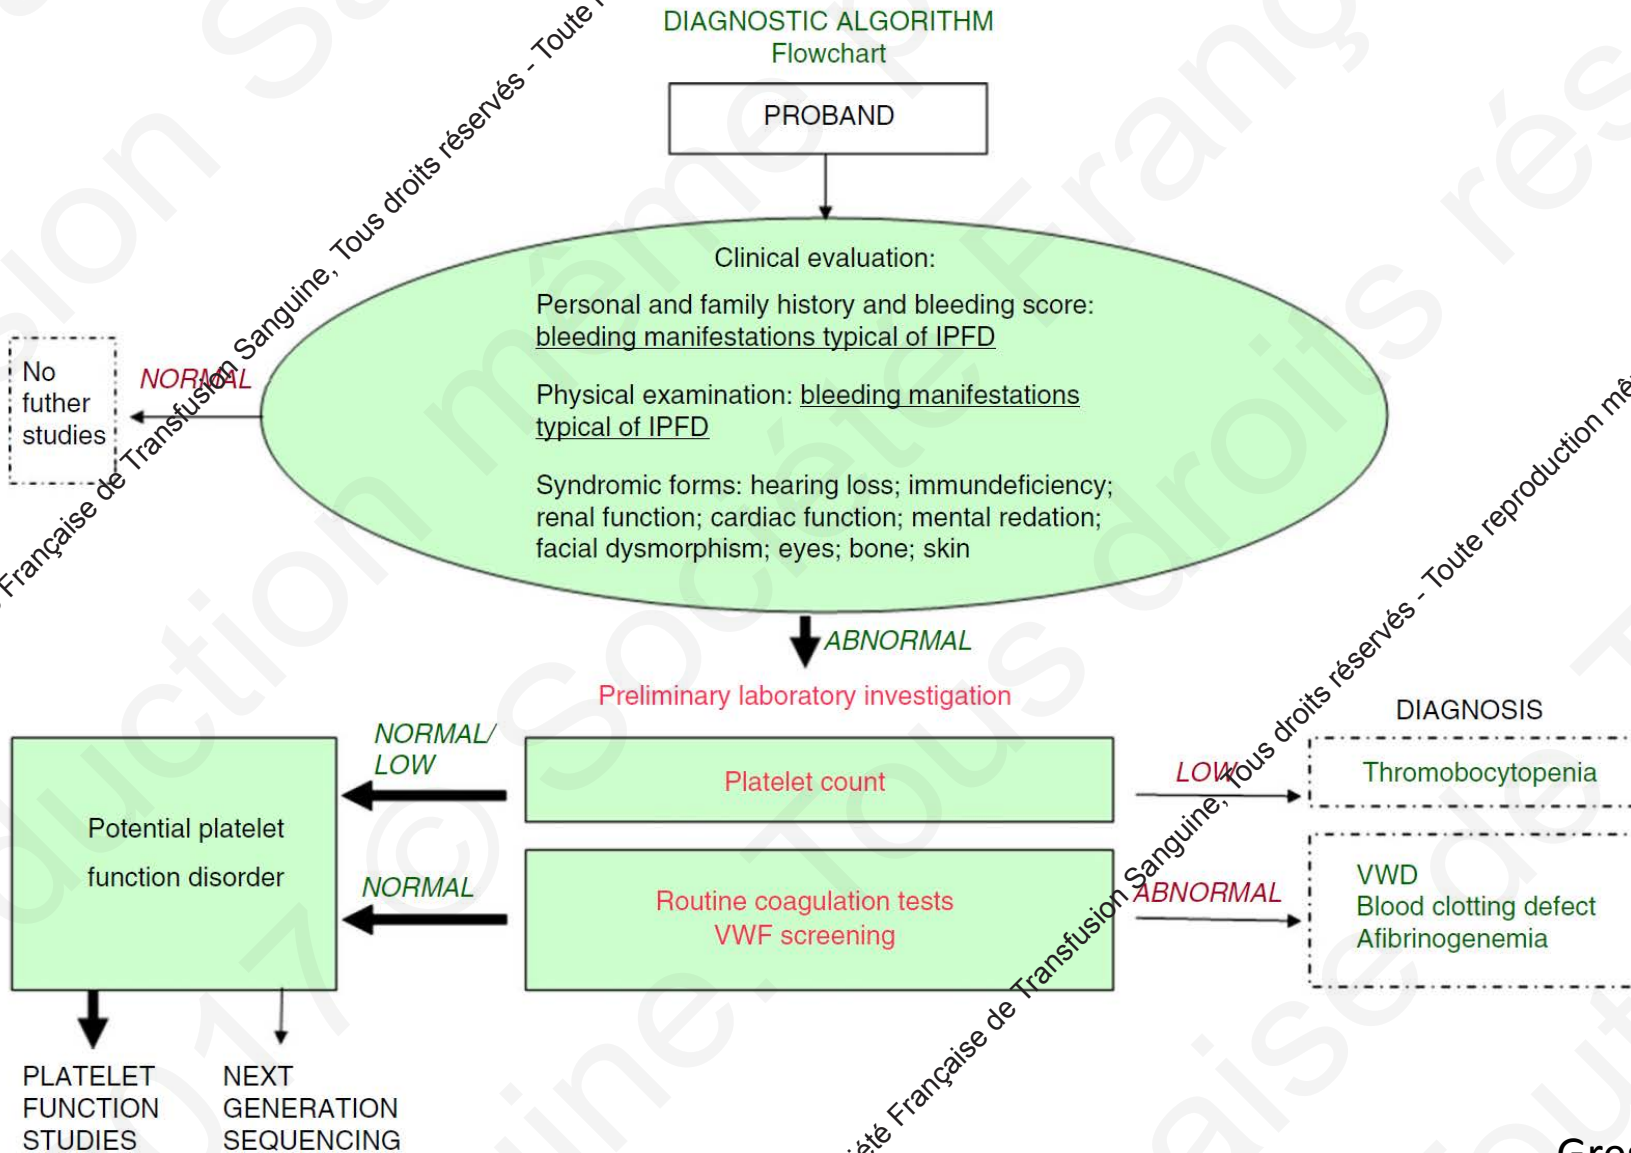 DIAGNOSTIC ALGORITHM
Flowchart
PROBAND
Clinical evaluation:
Personal and family history and bleeding score:
bleeding manifestations typical of IPFD
Physical examination: bleeding manifestations
typical of IPFD
Syndromic forms: hearing loss; immundeficiency;
renal function; cardiac function; mental redation;
facial dysmorphism; eyes; bone; skin
NORMAL
No
futher
studies
ABNORMAL
Preliminary laboratory investigation
NORMAL/
LOW
Platelet count
LOW
DIAGNOSIS
Thromobocytopenia
Potential platelet
function disorder
NORMAL
Routine coagulation tests
VWF screening
ABNORMAL
VWD
Blood clotting defect
Afibrinogenemia
PLATELET
FUNCTION
STUDIES
NEXT
GENERATION
SEQUENCING
Française de Transfusion Sanguine, Tous droits réservés - Toute
Française de Transfusion Sanguine, Tous droits réservés - Toute reproduction
2017 © Société Française
Tous droits